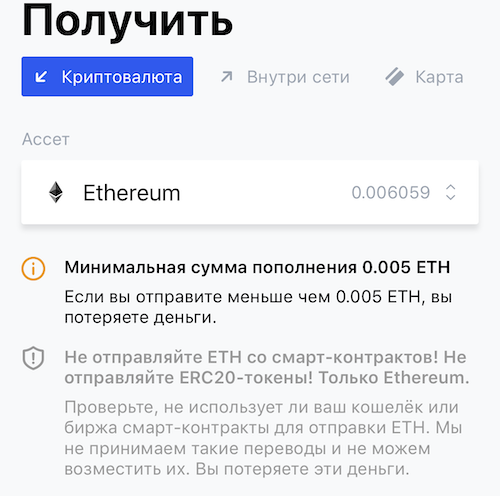 Получить
Криптовалюта Внутри сети Карта
Ассет
Ethereum 0.006059
Минимальная сумма пополнения 0.005 ETH
Если вы отправите меньше чем 0.005 ETH, вы
потеряете деньги.
Не отправляйте ETH со смарт-контрактов! Не
отправляйте ERC20-токены! Только Ethereum.
Проверьте, не использует ли ваш кошелёк или
биржа смарт-контракты для отправки ETH. Мы
не принимаем такие переводы и не можем
возместить их. Вы потеряете эти деньги.